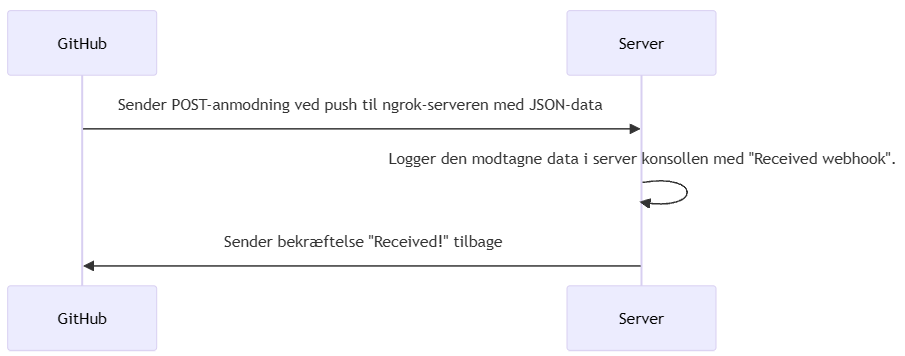 GitHub
Server
Sender POST-anmodning ved push til ngrok-serveren med JSON-data
Logger den modtagne data i server konsollen med "Received webhook".
Sender bekræftelse "Received!" tilbage
GitHub
Server